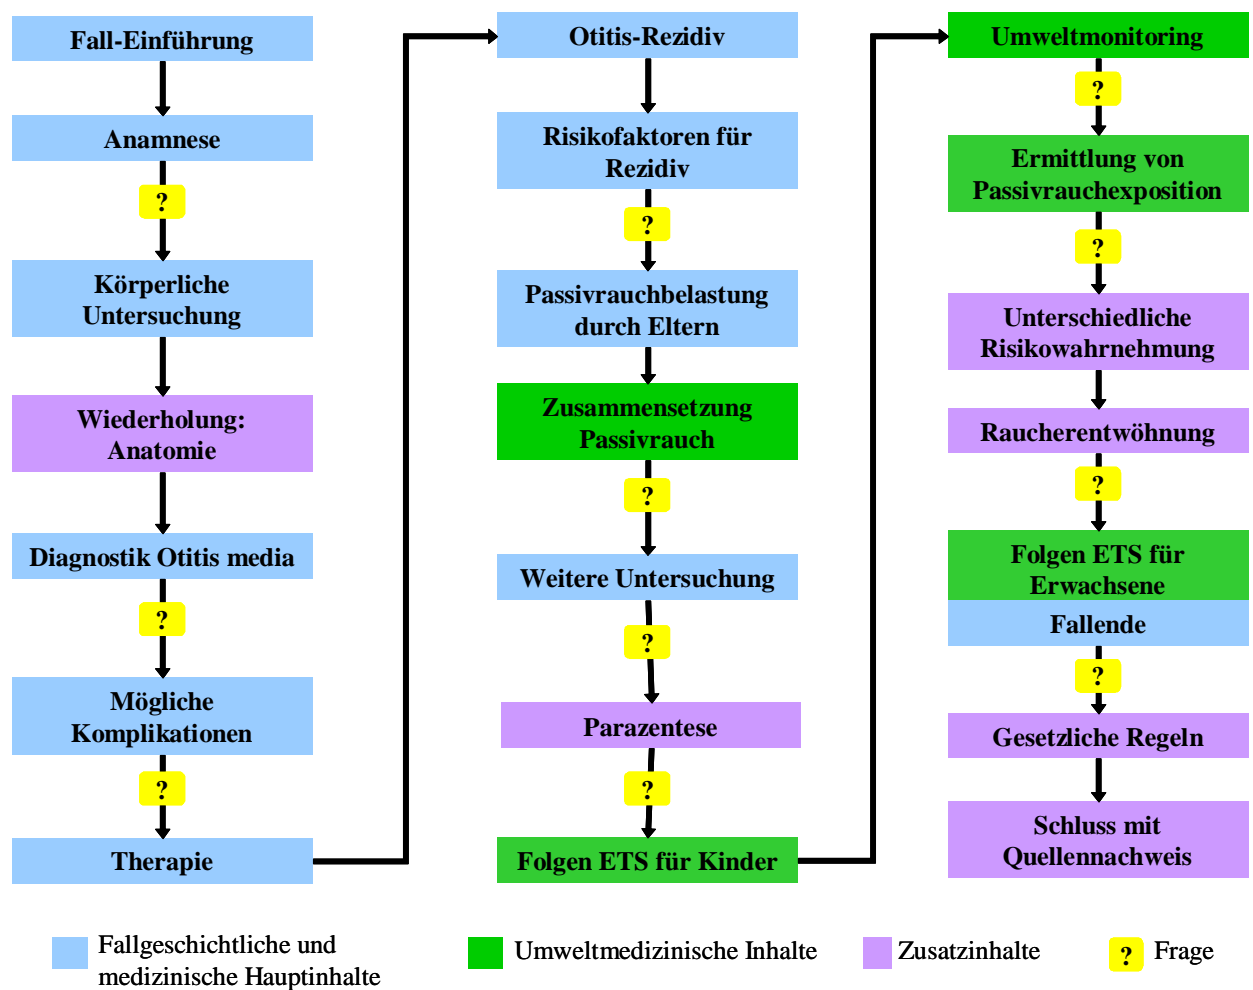 Fall-Einführung
Anamnese
?
Körperliche
Untersuchung
Wiederholung:
Anatomie
Diagnostik Otitis media
?
Mögliche
Komplikationen
?
Therapie
Otitis-Rezidiv
Risikofaktoren für
Rezidiv
?
Passivrauchbelastung
durch Eltern
Zusammensetzung
Passivrauch
?
Weitere Untersuchung
?
Parazentese
?
Folgen ETS für Kinder
Umweltmonitoring
?
Ermittlung von
Passivrauchexposition
?
Unterschiedliche
Risikowahrnehmung
Raucherentwöhnung
?
Folgen ETS für
Erwachsene
Fallende
?
Gesetzliche Regeln
Schluss mit
Quellennachweis
Fallgeschichtliche und
medizinische Hauptinhalte
Umweltmedizinische Inhalte
Zusatzinhalte
? Frage